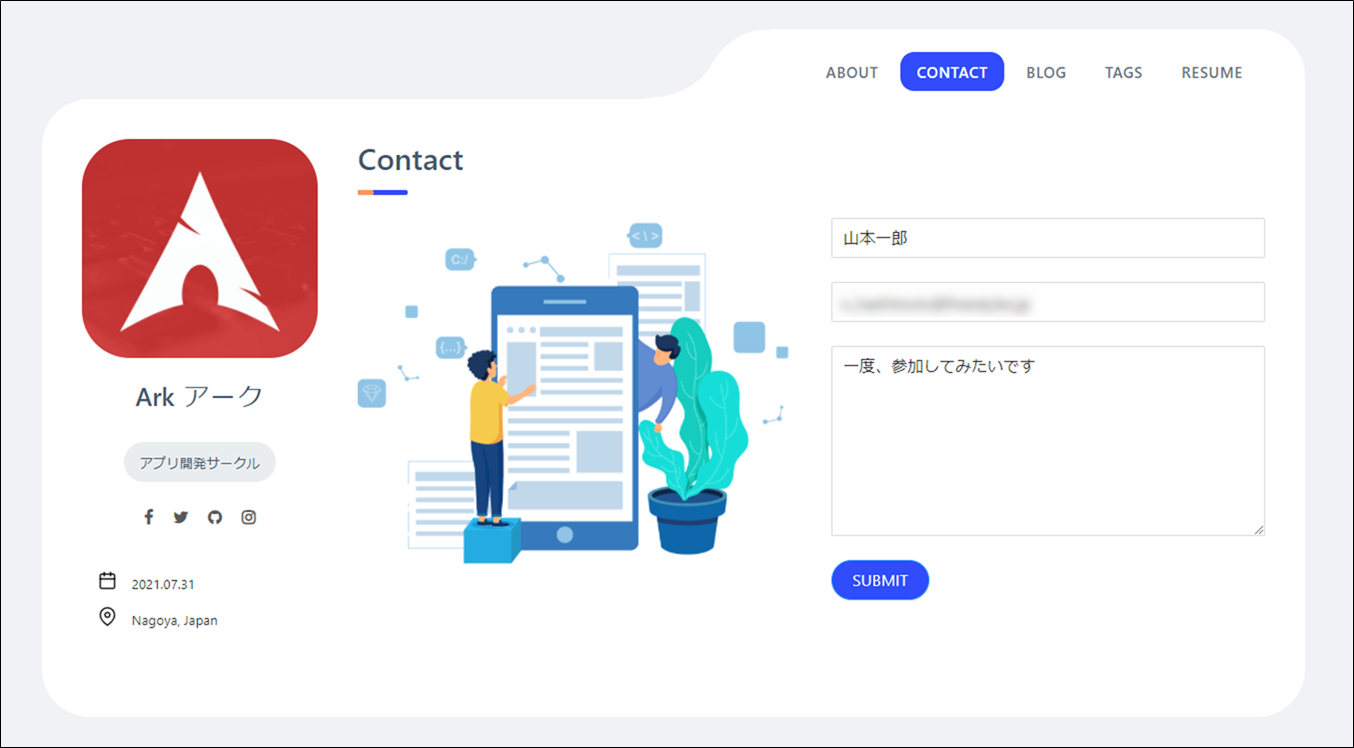 ABOUT
CONTACT
BLOG
TAGS
RESUME
Contact
Ark アーク
アプリ開発サークル
2021.07.31
Nagoya, Japan
C:/
<\>
{...}
山本一郎
一度、参加してみたいです
SUBMIT